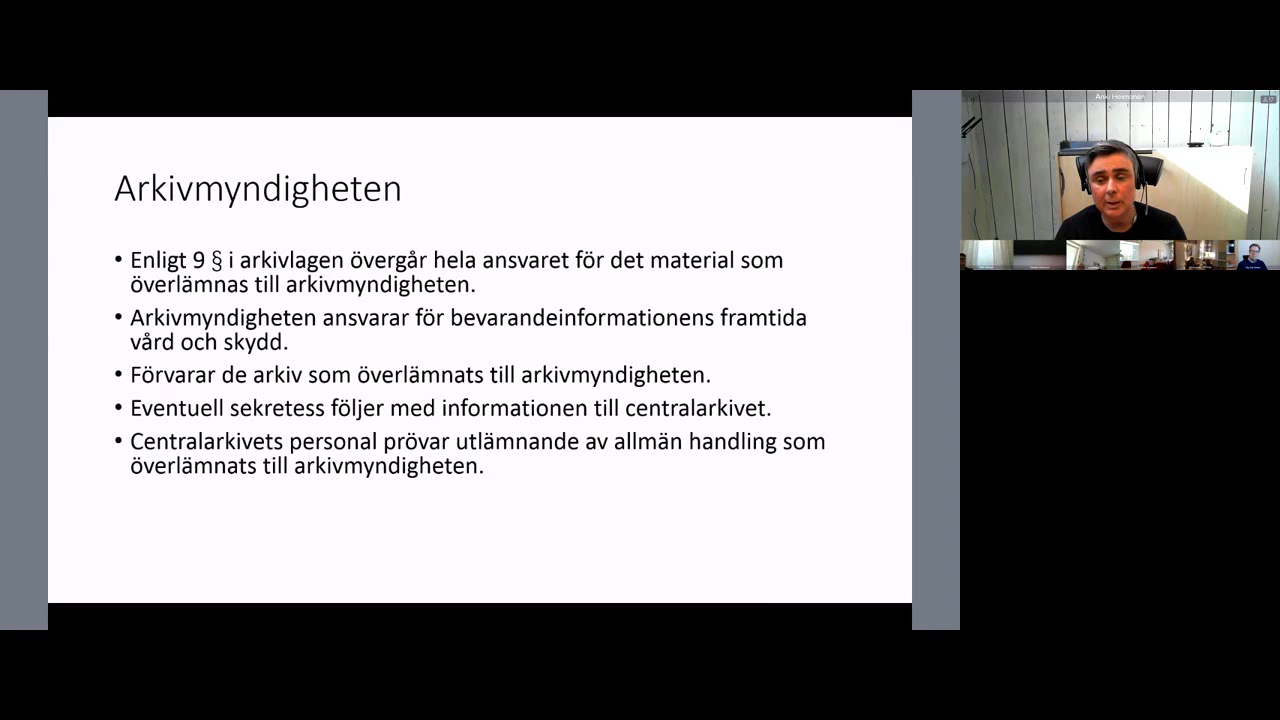 Arkivmyndigheten
• Enligt 9 § i arkivlagen övergår hela ansvaret för det material som
överlämnas till arkivmyndigheten.
• Arkivmyndigheten ansvarar för bevarandeinformationens framtida
vård och skydd.
• Förvarar de arkiv som överlämnats till arkivmyndigheten.
• Eventuell sekretess följer med informationen till centralarkivet.
• Centralarkivets personal prövar utlämnande av allmän handling som
överlämnats till arkivmyndigheten.